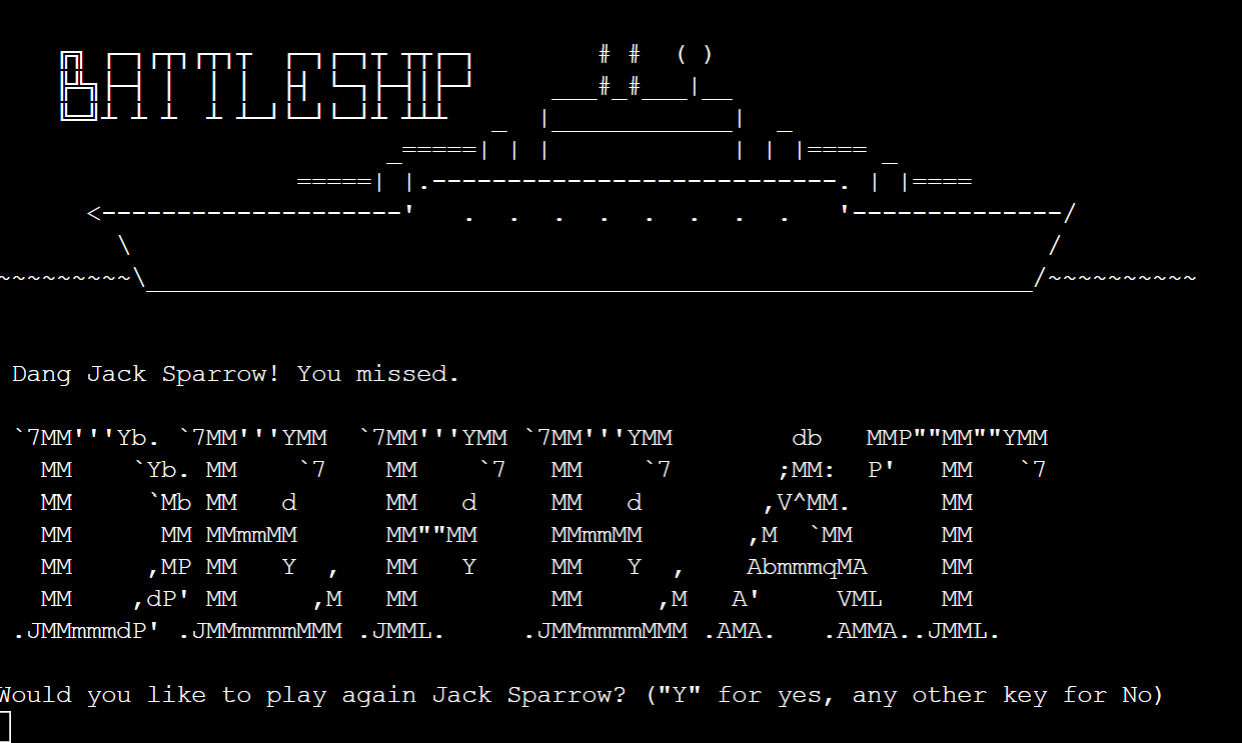 BATTLESHIP
Dang Jack Sparrow! You missed.
DEFEAT
Would you like to play again Jack Sparrow? ("Y" for yes, any other key for No)